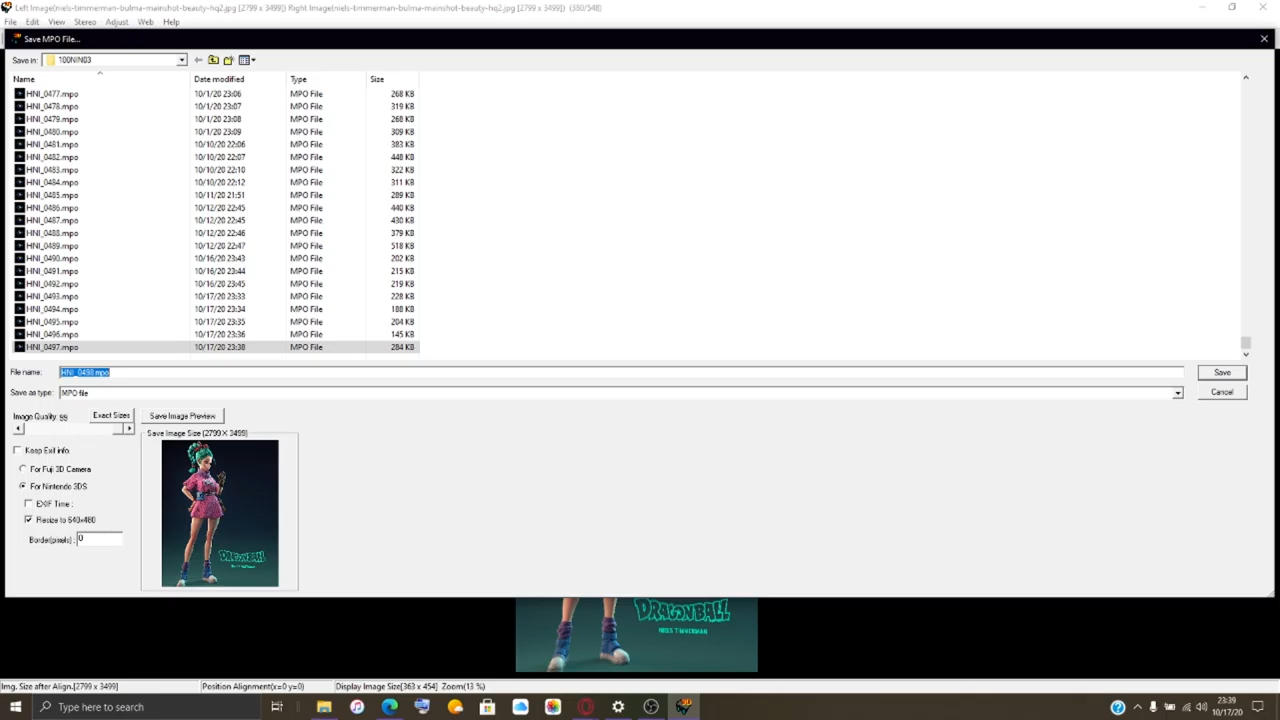 Left Image(niels-timmerman-bulma-mainshot-beauty-hq2.jpg [2799 x 3499]) Right Image(niels-timmerman-bulma-mainshot-beauty-hq2.jpg [2799 x 3499]) (380/548)
File Edit View Stereo Adjust Web Help
Save MPO File...
Save in: 100NIN03
Name Date modified Type Size
HNI_0477.mpo 10/1/20 23:06 MPO File 268 KB
HNI_0478.mpo 10/1/20 23:07 MPO File 319 KB
HNI_0479.mpo 10/1/20 23:08 MPO File 268 KB
HNI_0480.mpo 10/1/20 23:09 MPO File 309 KB
HNI_0481.mpo 10/10/20 22:06 MPO File 383 KB
HNI_0482.mpo 10/10/20 22:07 MPO File 448 KB
HNI_0483.mpo 10/10/20 22:10 MPO File 322 KB
HNI_0484.mpo 10/10/20 22:12 MPO File 311 KB
HNI_0485.mpo 10/11/20 21:51 MPO File 289 KB
HNI_0486.mpo 10/12/20 22:45 MPO File 440 KB
HNI_0487.mpo 10/12/20 22:45 MPO File 430 KB
HNI_0488.mpo 10/12/20 22:46 MPO File 379 KB
HNI_0489.mpo 10/12/20 22:47 MPO File 518 KB
HNI_0490.mpo 10/16/20 23:43 MPO File 202 KB
HNI_0491.mpo 10/16/20 23:44 MPO File 215 KB
HNI_0492.mpo 10/16/20 23:45 MPO File 219 KB
HNI_0493.mpo 10/17/20 23:33 MPO File 228 KB
HNI_0494.mpo 10/17/20 23:34 MPO File 188 KB
HNI_0495.mpo 10/17/20 23:35 MPO File 204 KB
HNI_0496.mpo 10/17/20 23:36 MPO File 145 KB
HNI_0497.mpo 10/17/20 23:38 MPO File 284 KB
File name: HNI_0498.mpo Save
Save as type: MPO file Cancel
Image Quality: 99 Exact Sizes Save Image Preview
Save Image Size (2799 X 3499)
Keep Exif info.
For Fuji 3D Camera
For Nintendo 3DS
EXIF Time :
Resize to 640x480
Border(pixels) : 0
DRAGONBALL
DRAGONBALL
NIELS TIMMERMAN
Img. Size after Align.[2799 x 3499] Position Alignment(x=0 y=0) Display Image Size[363 x 454] Zoom(13 %)
Type here to search
23:39
10/17/20